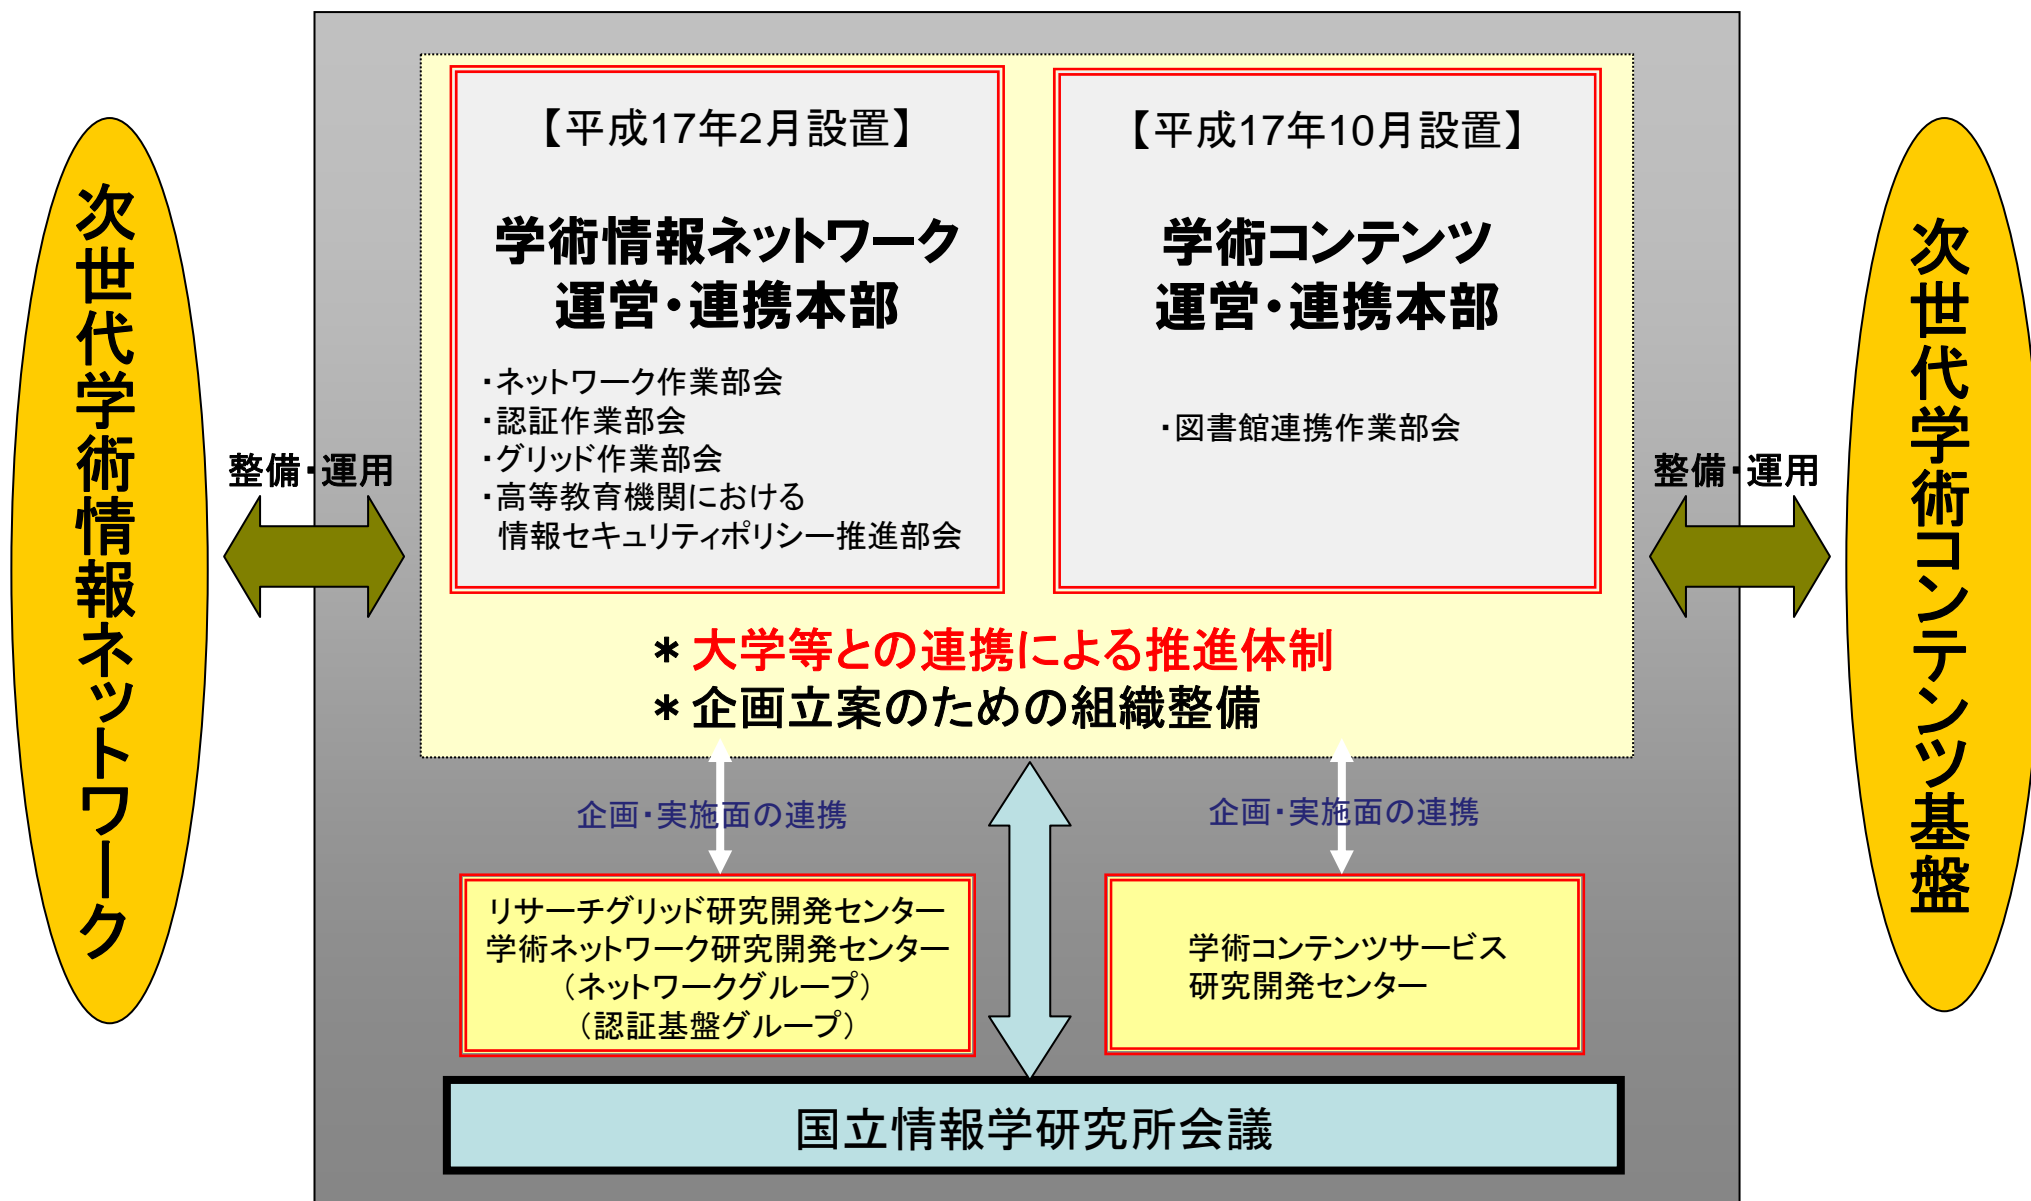 次世代学術情報ネットワーク
整備・運用
【平成17年2月設置】
学術情報ネットワーク
運営・連携本部
・ネットワーク作業部会
・認証作業部会
・グリッド作業部会
・高等教育機関における
情報セキュリティポリシー推進部会
【平成17年10月設置】
学術コンテンツ
運営・連携本部
・図書館連携作業部会
整備・運用
次世代学術コンテンツ基盤
＊大学等との連携による推進体制
＊企画立案のための組織整備
企画・実施面の連携
企画・実施面の連携
リサーチグリッド研究開発センター
学術ネットワーク研究開発センター
（ネットワークグループ）
（認証基盤グループ）
学術コンテンツサービス
研究開発センター
国立情報学研究所会議